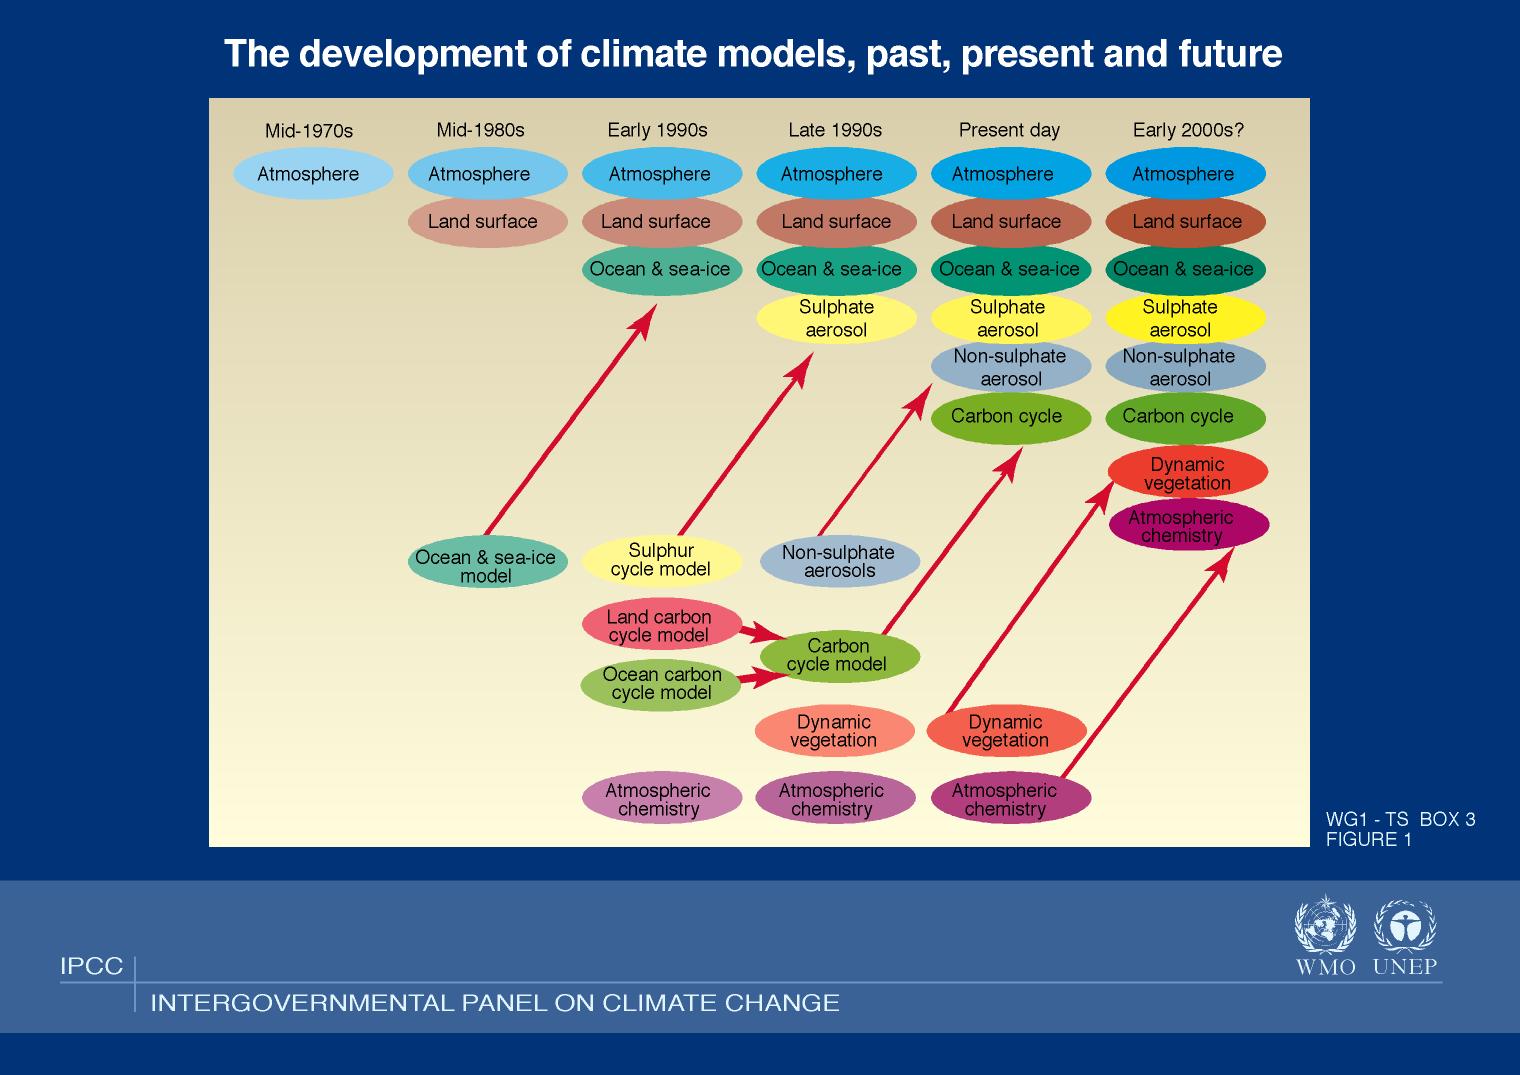 The development of climate models, past, present and future
Mid-1970s
Mid-1980s
Early 1990s
Late 1990s
Present day
Early 2000s?
Atmosphere
Atmosphere
Atmosphere
Atmosphere
Atmosphere
Atmosphere
Land surface
Land surface
Land surface
Land surface
Land surface
Ocean & sea-ice
Ocean & sea-ice
Ocean & sea-ice
Ocean & sea-ice
Sulphate
aerosol
Sulphate
aerosol
Sulphate
aerosol
Non-sulphate
aerosol
Non-sulphate
aerosol
Carbon cycle
Carbon cycle
Dynamic
vegetation
Atmospheric
chemistry
Ocean & sea-ice
model
Sulphur
cycle model
Non-sulphate
aerosols
Land carbon
cycle model
Carbon
cycle model
Ocean carbon
cycle model
Dynamic
vegetation
Dynamic
vegetation
Atmospheric
chemistry
Atmospheric
chemistry
Atmospheric
chemistry
WG1 - TS BOX 3
FIGURE 1
WMO
UNEP
IPCC
INTERGOVERNMENTAL PANEL ON CLIMATE CHANGE